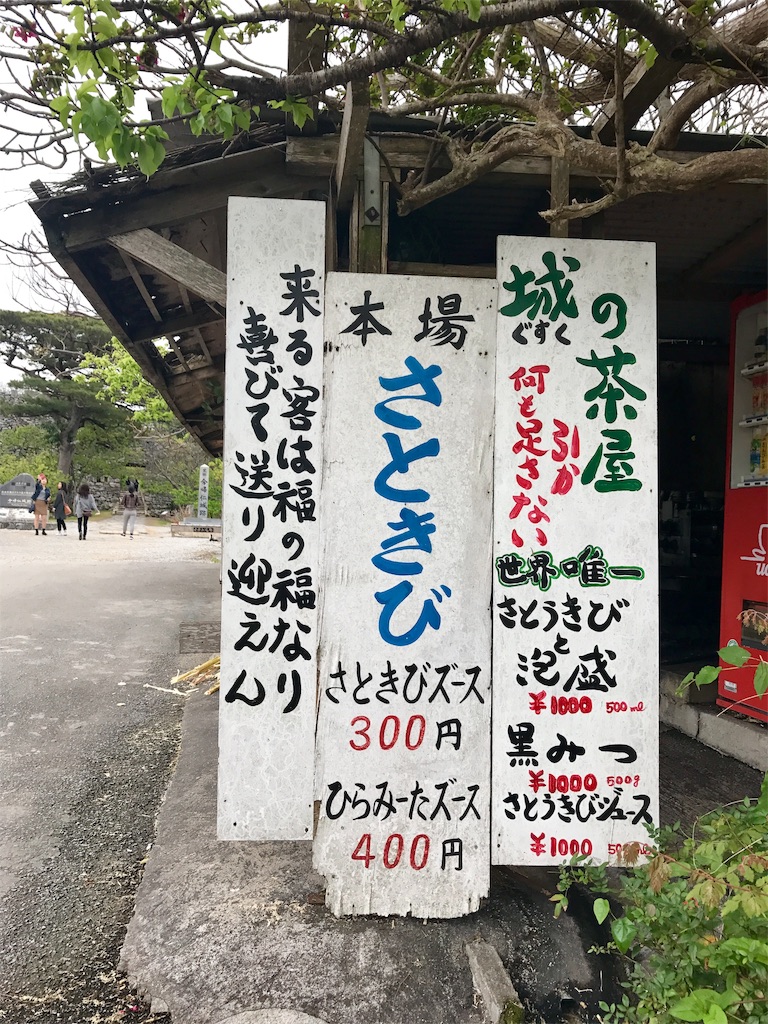 来る客は福の福なり
喜びて送り迎えん
本場
さときび
さときびズース
300円
ひらみーたズース
400円
城の茶屋
ぐすく
何も足さない
引か
世界唯一
さとうきび
と
泡盛
¥1000 500ml
黒みつ
¥1000 500g
さとうきびジュース
¥1000